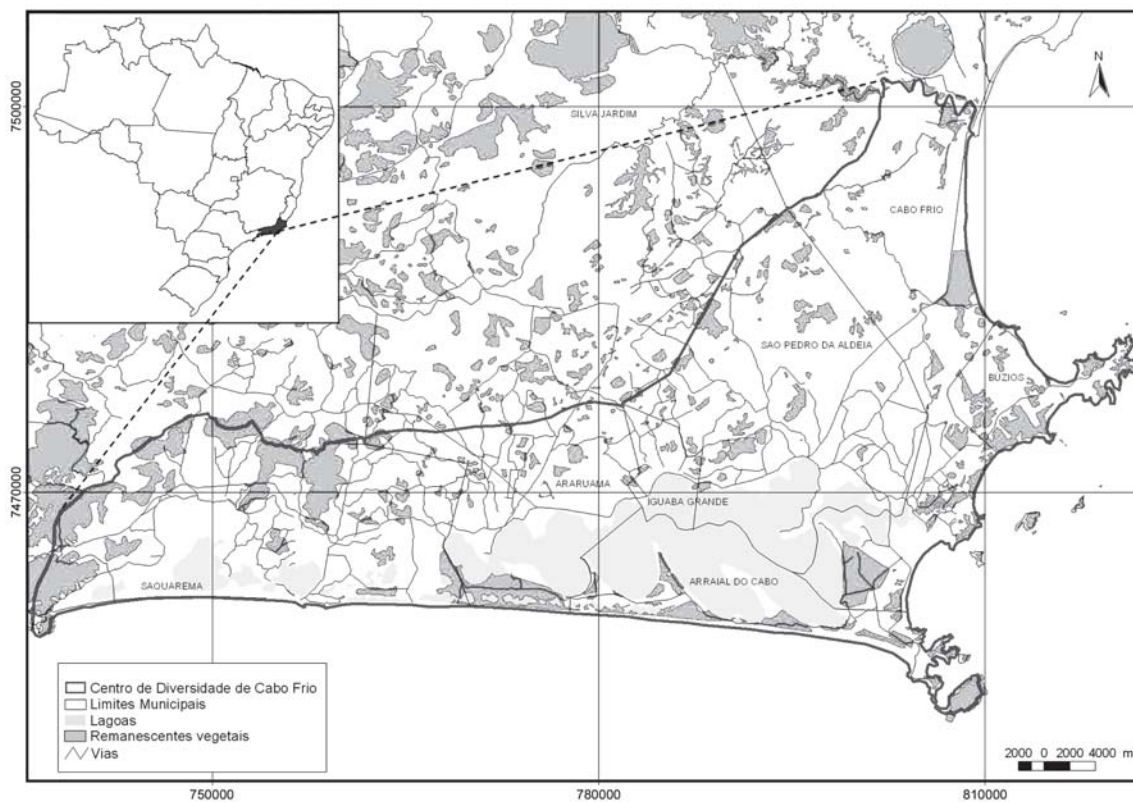 N
7500000
SILVA JARDIM
CABO FRIO
SAO PEDRO DA ALDEIA
BUZIOS
7470000
ARARUAMA
IGUABA GRANDE
SAQUAREMA
ARRAIAL DO CABO
Centro de Diversidade de Cabo Frio
Limites Municipais
Lagoas
Remanescentes vegetais
Vias
2000 0 2000 4000 m
750000
780000
810000